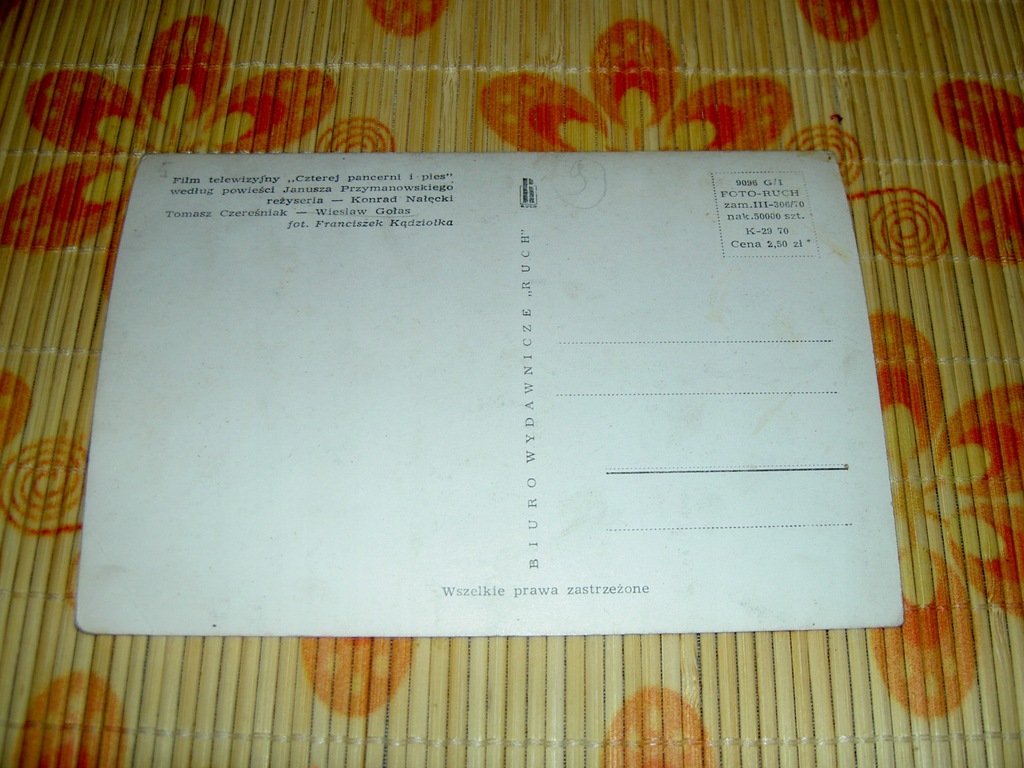 Film telewizyjny „Czterej pancerni i pies”
według powieści Janusza Przymanowskiego
reżyseria — Konrad Nałęcki
Tomasz Czereśniak — Wiesław Gołas
fot. Franciszek Kądziołka
RUCH
BIURO WYDAWNICZE „RUCH”
9
9096 G/1
FOTO-RUCH
zam.III-306/70
nak.50000 szt.
K-29 70
Cena 2,50 zł
Wszelkie prawa zastrzeżone